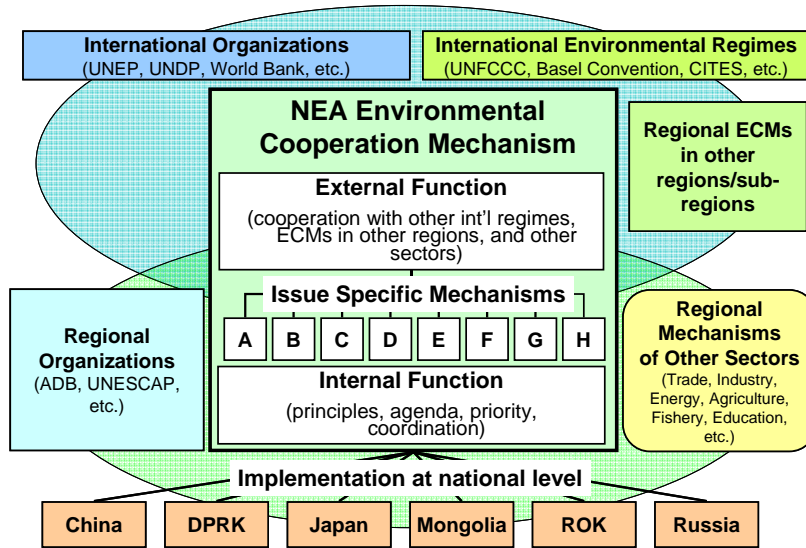 International Organizations
(UNEP, UNDP, World Bank, etc.)
International Environmental Regimes
(UNFCCC, Basel Convention, CITES, etc.)
NEA Environmental
Cooperation Mechanism
Regional ECMs
in other
regions/sub-
regions
External Function
(cooperation with other int'l regimes,
ECMs in other regions, and other
sectors)
Issue Specific Mechanisms
A B C D E F G H
Regional
Organizations
(ADB, UNESCAP,
etc.)
Regional
Mechanisms
of Other Sectors
(Trade, Industry,
Energy, Agriculture,
Fishery, Education,
etc.)
Internal Function
(principles, agenda, priority,
coordination)
Implementation at national level
China DPRK Japan Mongolia ROK Russia